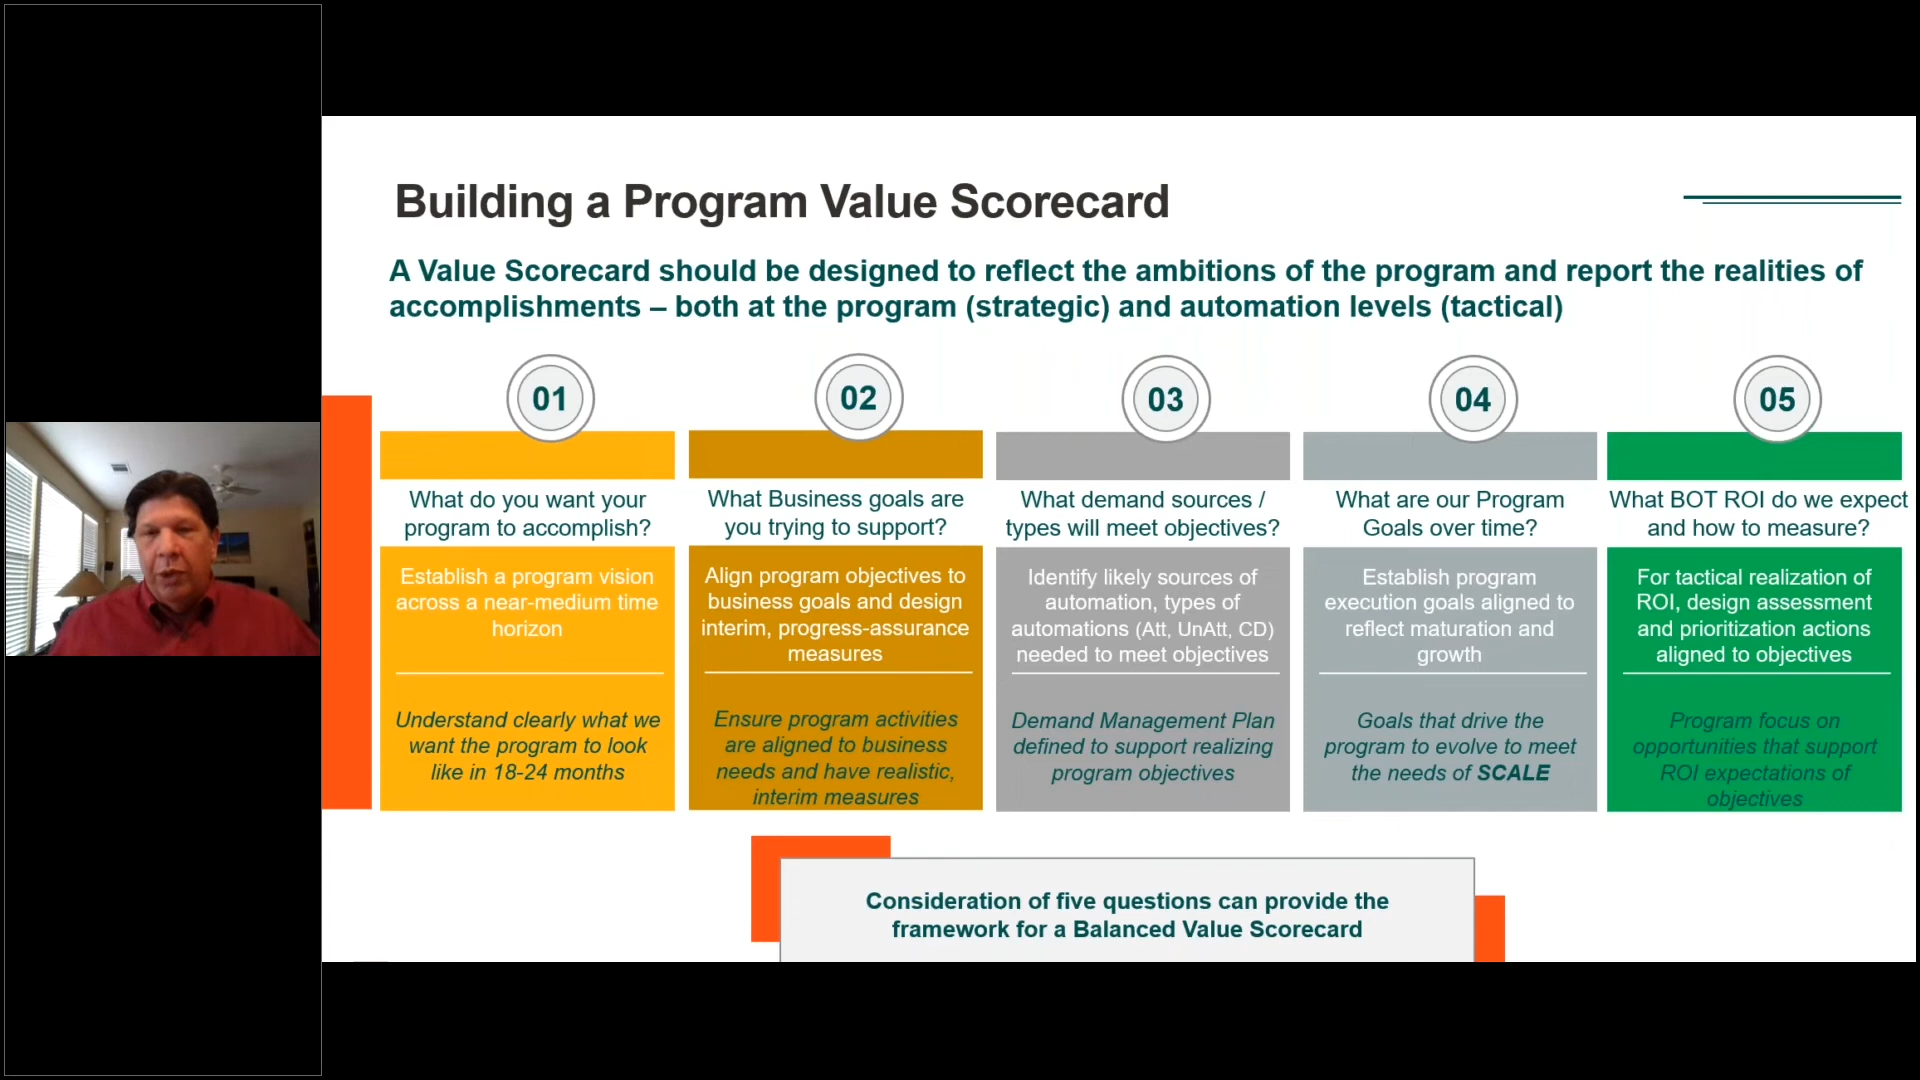 Building a Program Value Scorecard
A Value Scorecard should be designed to reflect the ambitions of the program and report the realities of
accomplishments – both at the program (strategic) and automation levels (tactical)
01
What do you want your
program to accomplish?
Establish a program vision
across a near-medium time
horizon
Understand clearly what we
want the program to look
like in 18-24 months
02
What Business goals are
you trying to support?
Align program objectives to
business goals and design
interim, progress-assurance
measures
Ensure program activities
are aligned to business
needs and have realistic,
interim measures
03
What demand sources /
types will meet objectives?
Identify likely sources of
automation, types of
automations (Att, UnAtt, CD)
needed to meet objectives
Demand Management Plan
defined to support realizing
program objectives
04
What are our Program
Goals over time?
Establish program
execution goals aligned to
reflect maturation and
growth
Goals that drive the
program to evolve to meet
the needs of SCALE
05
What BOT ROI do we expect
and how to measure?
For tactical realization of
ROI, design assessment
and prioritization actions
aligned to objectives
Program focus on
opportunities that support
ROI expectations of
objectives
Consideration of five questions can provide the
framework for a Balanced Value Scorecard